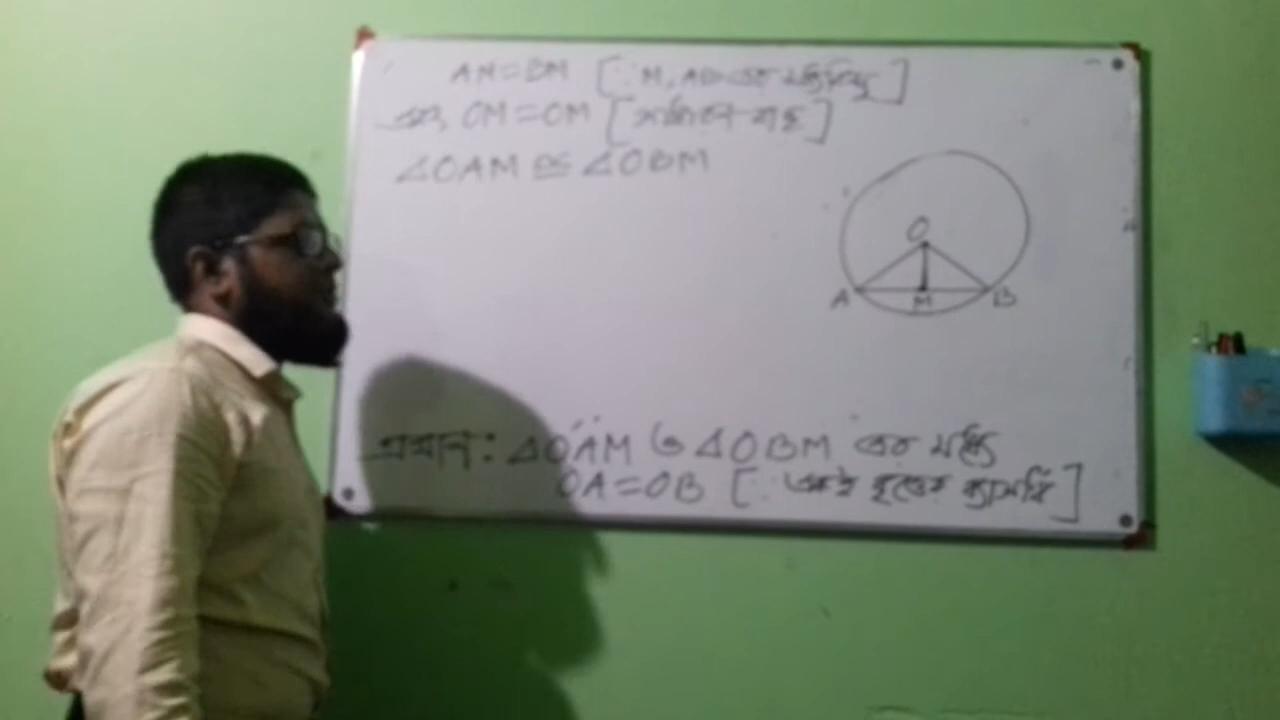 AM=BM [∵ M, AB এর মধ্যবিন্দু]
এবং OM=OM [সাধারণ বাহু]
△OAM ≅ △OBM
O
A M B
প্রমাণ: △OAM ও △OBM এর মধ্যে
OA=OB [∵ একই বৃত্তের ব্যাসার্ধ]